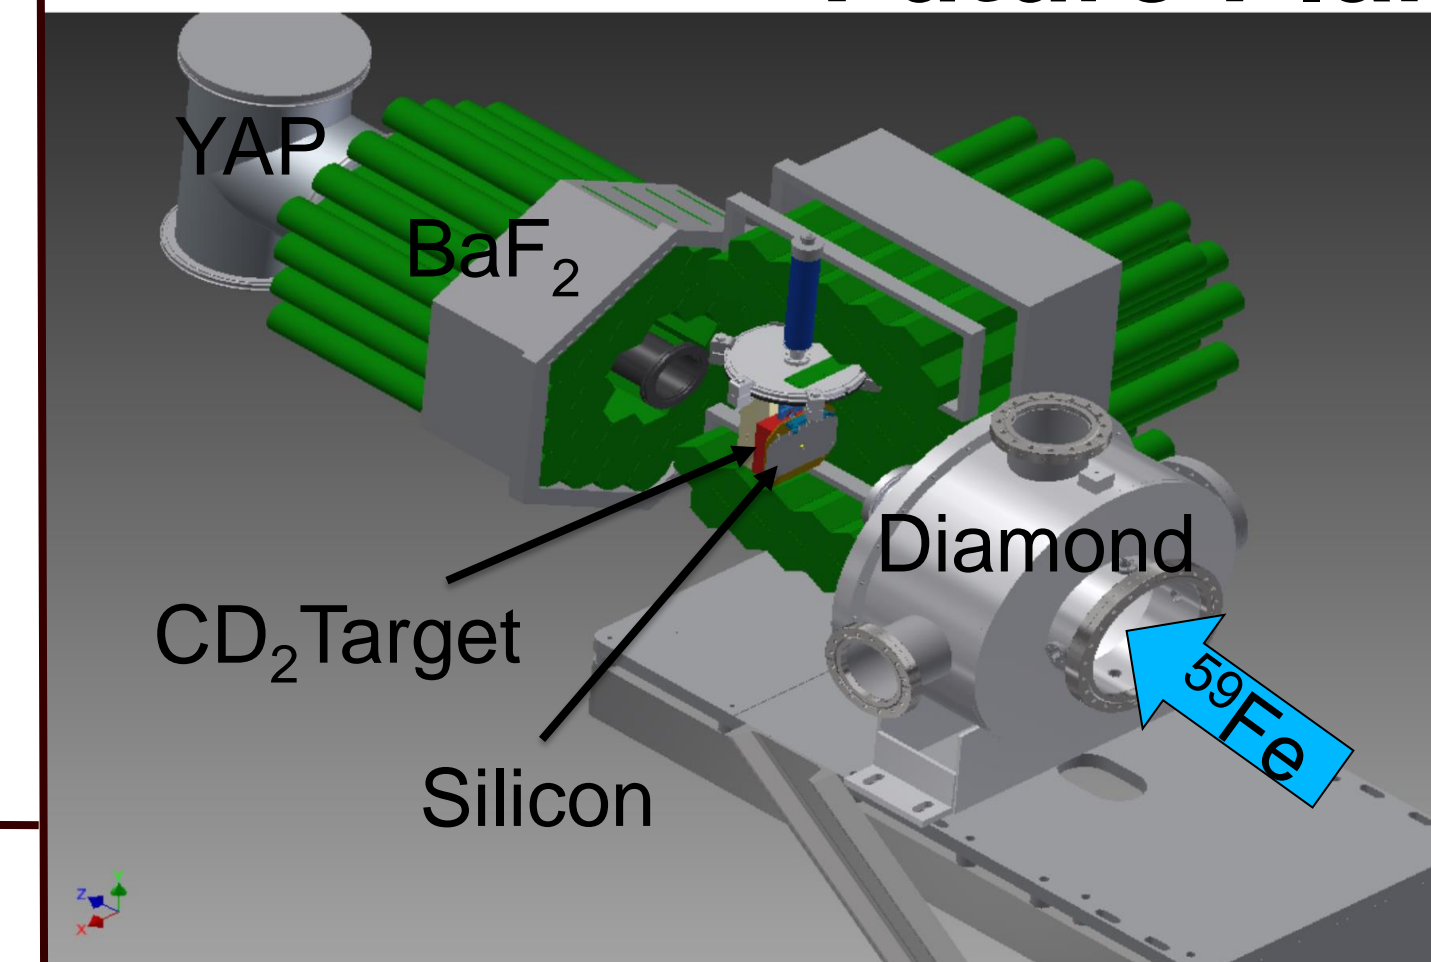 YAP
BaF₂
Diamond
CD₂Target
⁵⁹Fe
Silicon
Y
Z
X